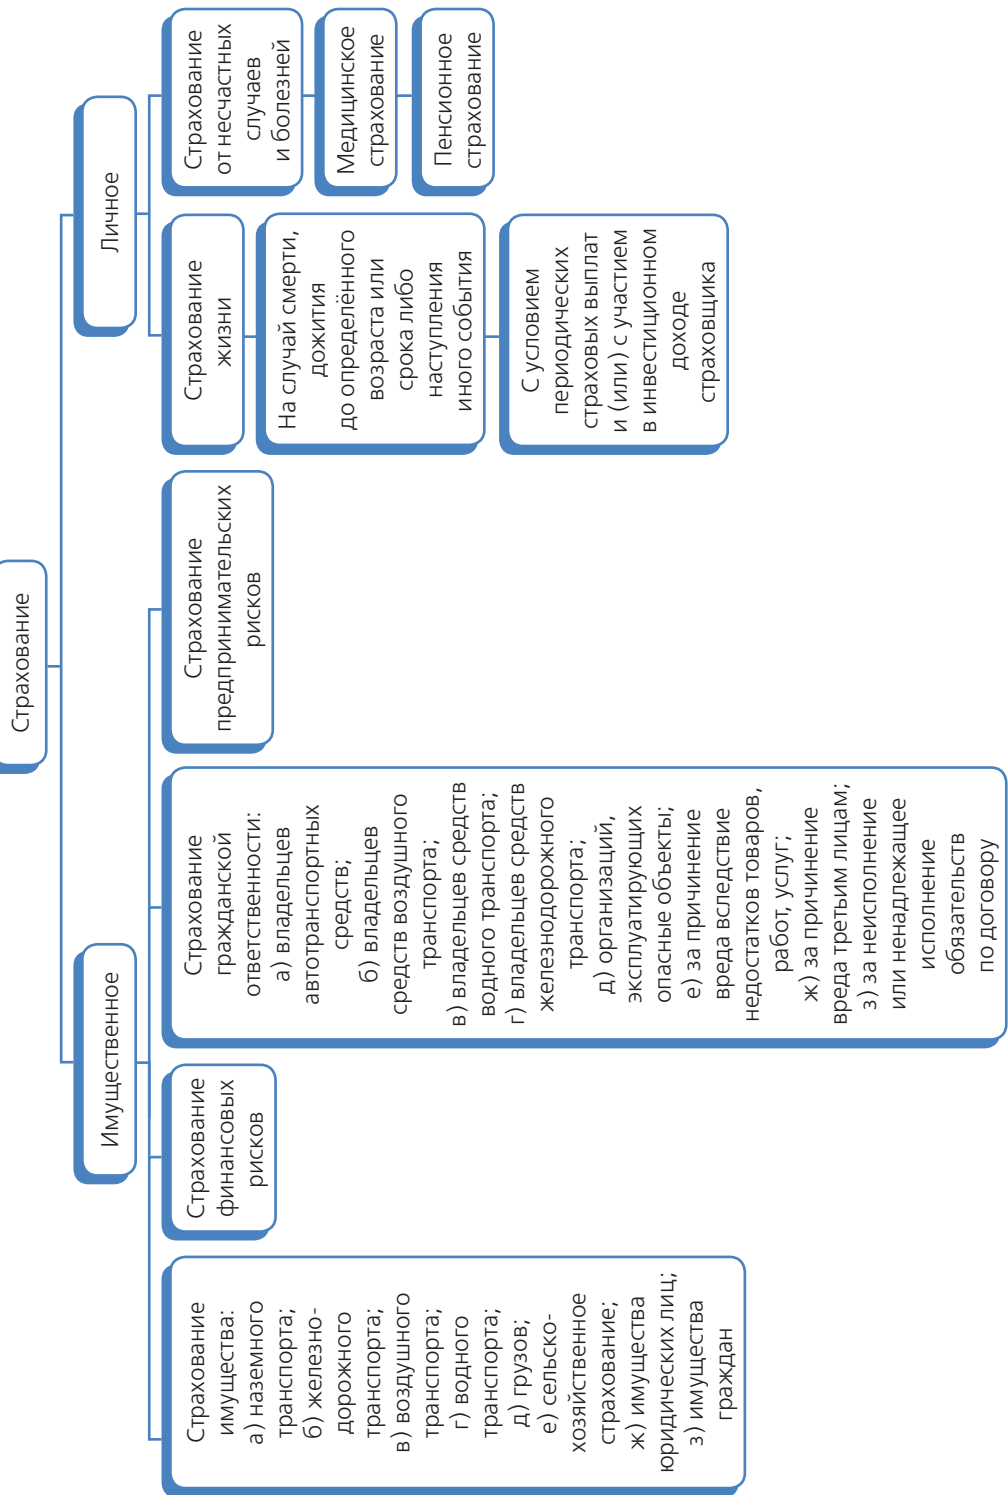 Страхование
Имущественное
Личное
Страхование
имущества:
а) наземного
транспорта;
б) железно-
дорожного
транспорта;
в) воздушного
транспорта;
г) водного
транспорта;
д) грузов;
е) сельско-
хозяйственное
страхование;
ж) имущества
юридических лиц;
з) имущества
граждан
Страхование
финансовых
рисков
Страхование
гражданской
ответственности:
а) владельцев
автотранспортных
средств;
б) владельцев
средств воздушного
транспорта;
в) владельцев средств
водного транспорта;
г) владельцев средств
железнодорожного
транспорта;
д) организаций,
эксплуатирующих
опасные объекты;
е) за причинение
вреда вследствие
недостатков товаров,
работ, услуг;
ж) за причинение
вреда третьим лицам;
з) за неисполнение
или ненадлежащее
исполнение
обязательств
по договору
Страхование
предпринимательских
рисков
Страхование
жизни
На случай смерти,
дожития
до определённого
возраста или
срока либо
наступления
иного события
С условием
периодических
страховых выплат
и (или) с участием
в инвестиционном
доходе
страховщика
Страхование
от несчастных
случаев
и болезней
Медицинское
страхование
Пенсионное
страхование